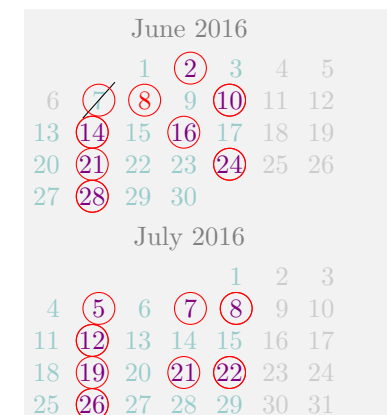 June 2016
1 2 3 4 5
6 7 8 9 10 11 12
13 14 15 16 17 18 19
20 21 22 23 24 25 26
27 28 29 30
July 2016
1 2 3
4 5 6 7 8 9 10
11 12 13 14 15 16 17
18 19 20 21 22 23 24
25 26 27 28 29 30 31